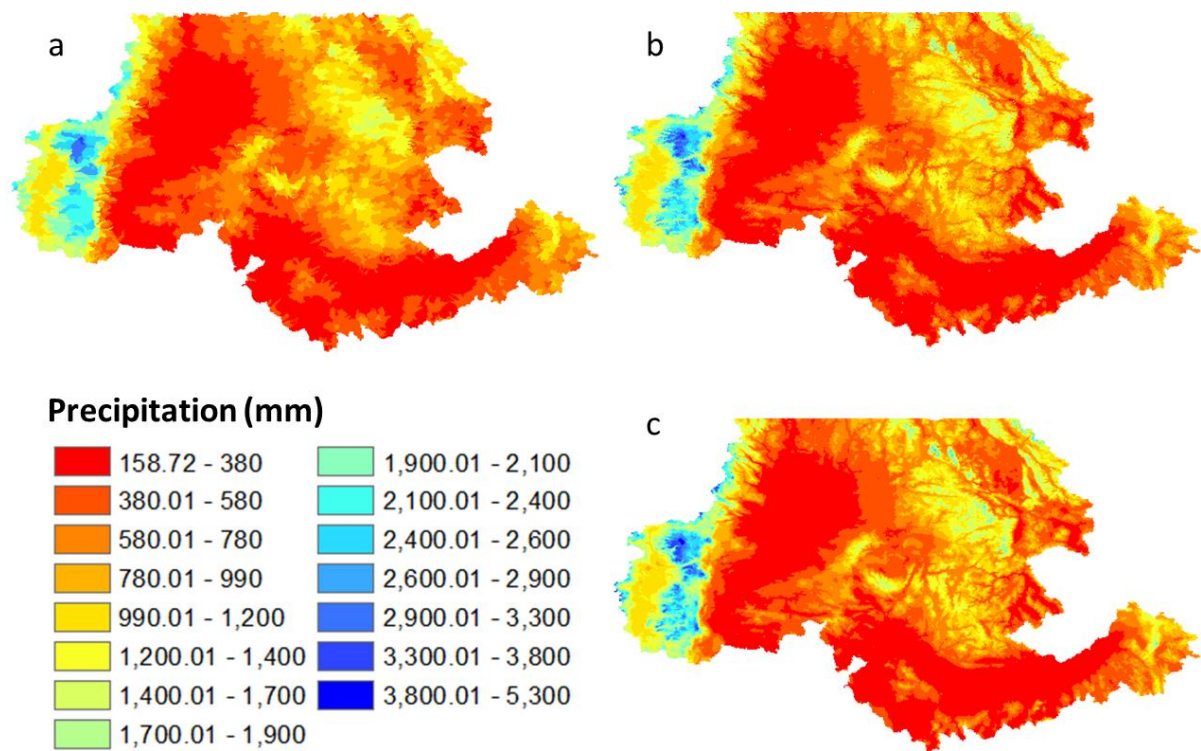 a
b
c
Precipitation (mm)
158.72 - 380
380.01 - 580
580.01 - 780
780.01 - 990
990.01 - 1,200
1,200.01 - 1,400
1,400.01 - 1,700
1,700.01 - 1,900
1,900.01 - 2,100
2,100.01 - 2,400
2,400.01 - 2,600
2,600.01 - 2,900
2,900.01 - 3,300
3,300.01 - 3,800
3,800.01 - 5,300